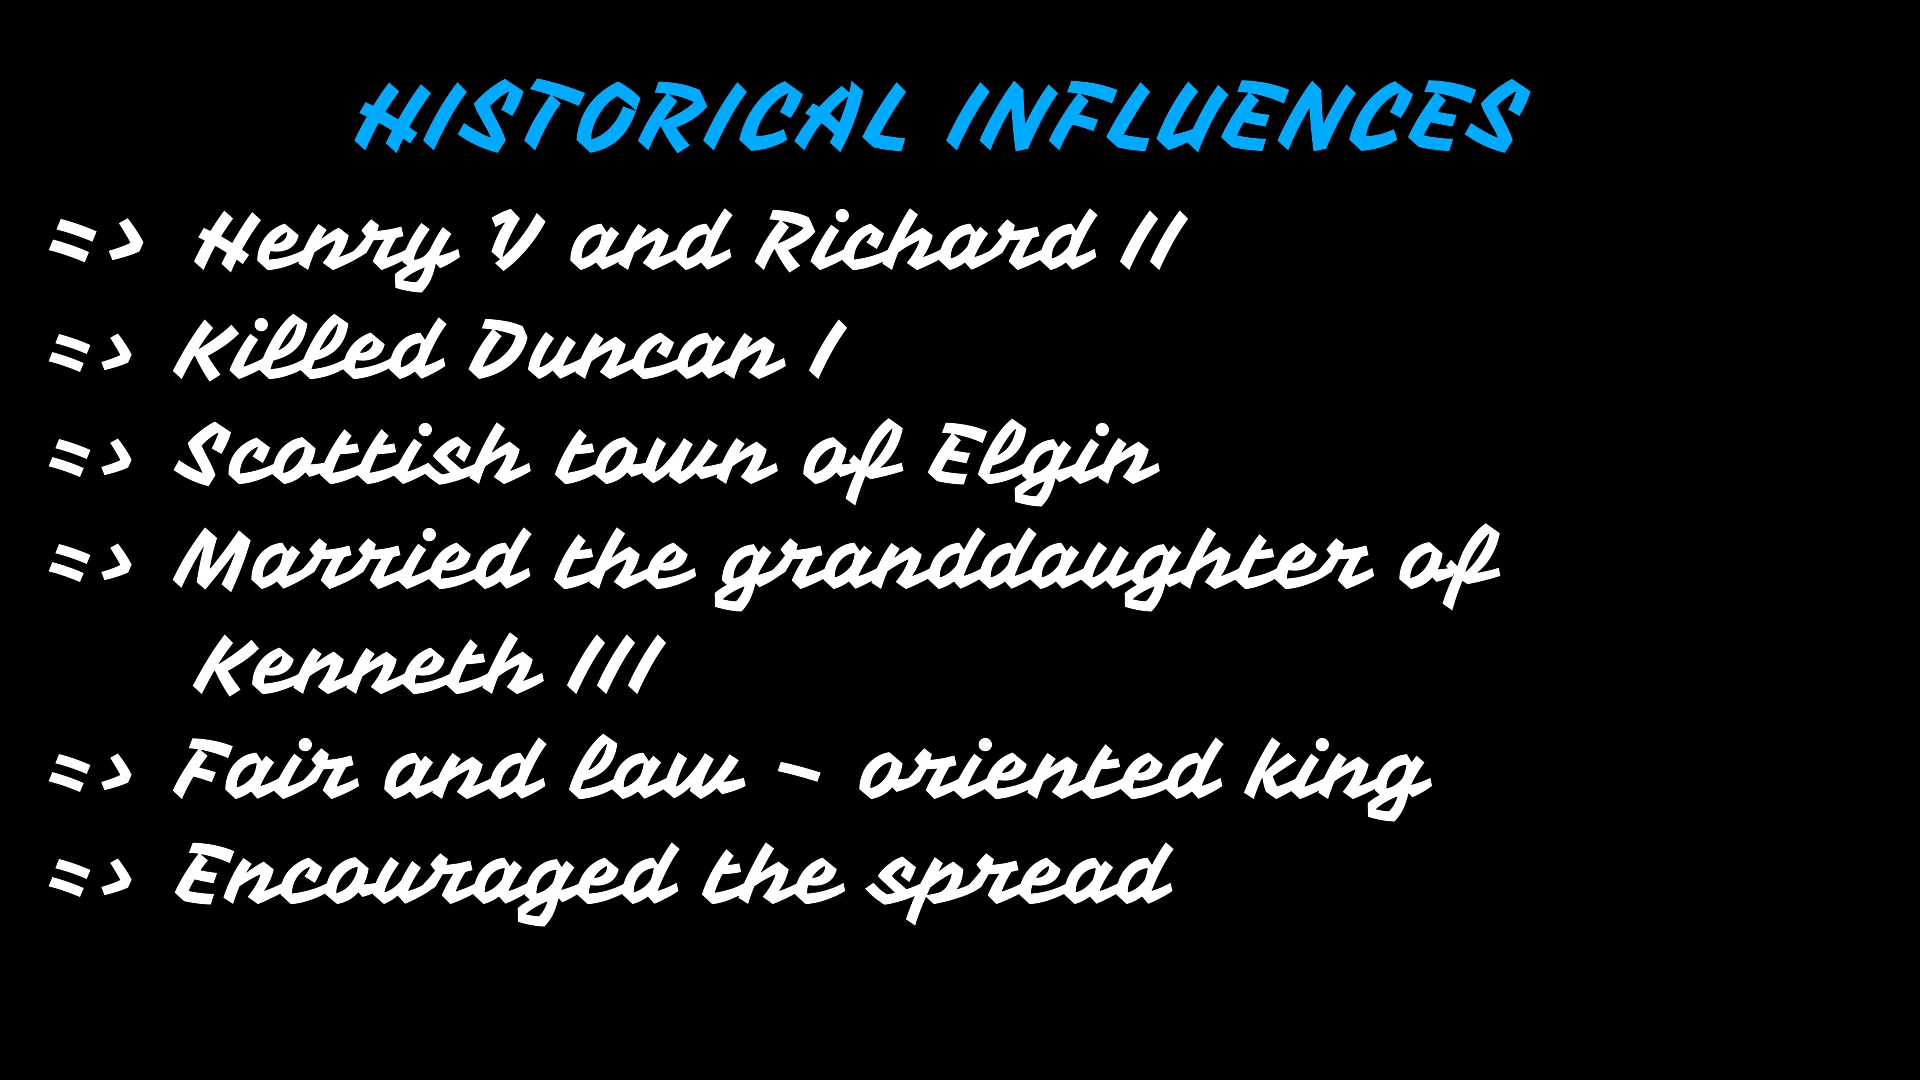 HISTORICAL INFLUENCES
=> Henry V and Richard II
=> Killed Duncan I
=> Scottish town of Elgin
=> Married the granddaughter of
Kenneth III
=> Fair and law - oriented king
=> Encouraged the spread